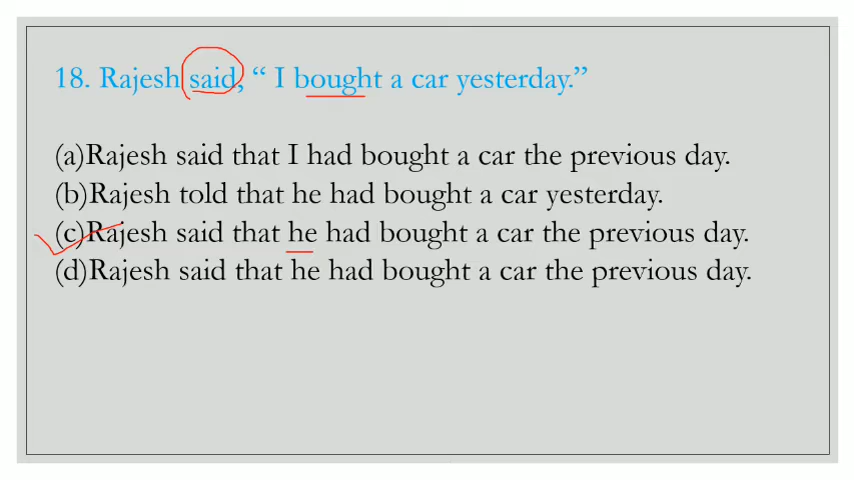 18. Rajesh said, “ I bought a car yesterday.”
(a)Rajesh said that I had bought a car the previous day.
(b)Rajesh told that he had bought a car yesterday.
(c)Rajesh said that he had bought a car the previous day.
(d)Rajesh said that he had bought a car the previous day.